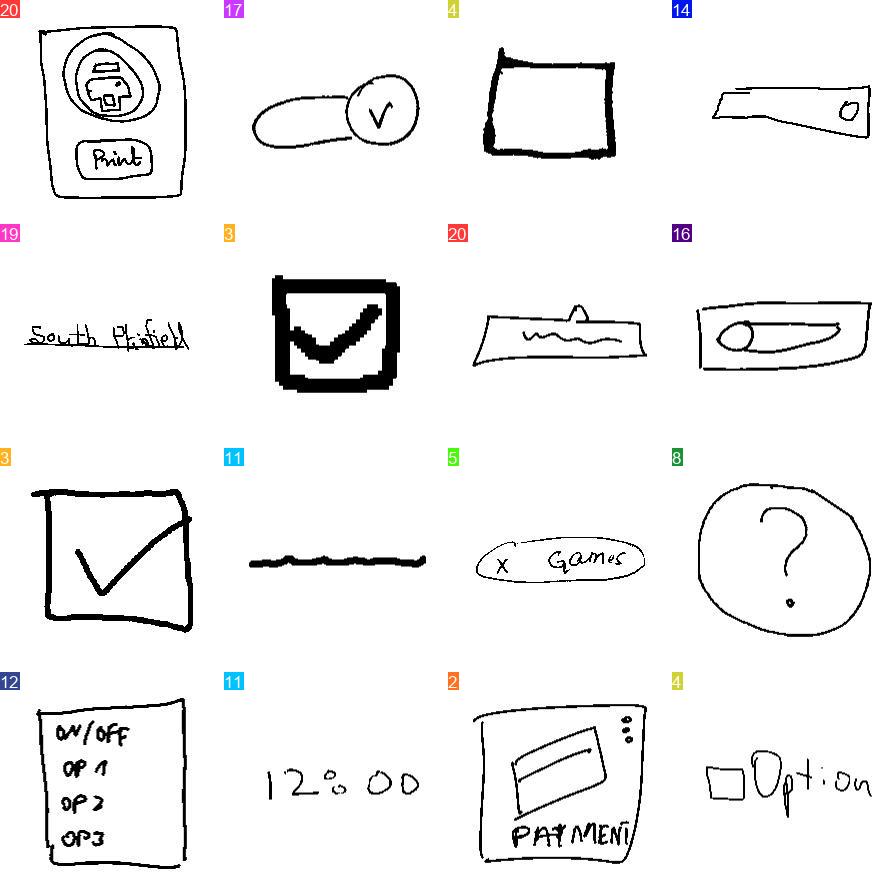 20 17 4 14
Print
19 3 20 16
South Plainfield
3 11 5 8
x Games
?
12 11 2 4
ON/OFF
OP 1
OP 2
OP3
12:00
PAYMENT
Option